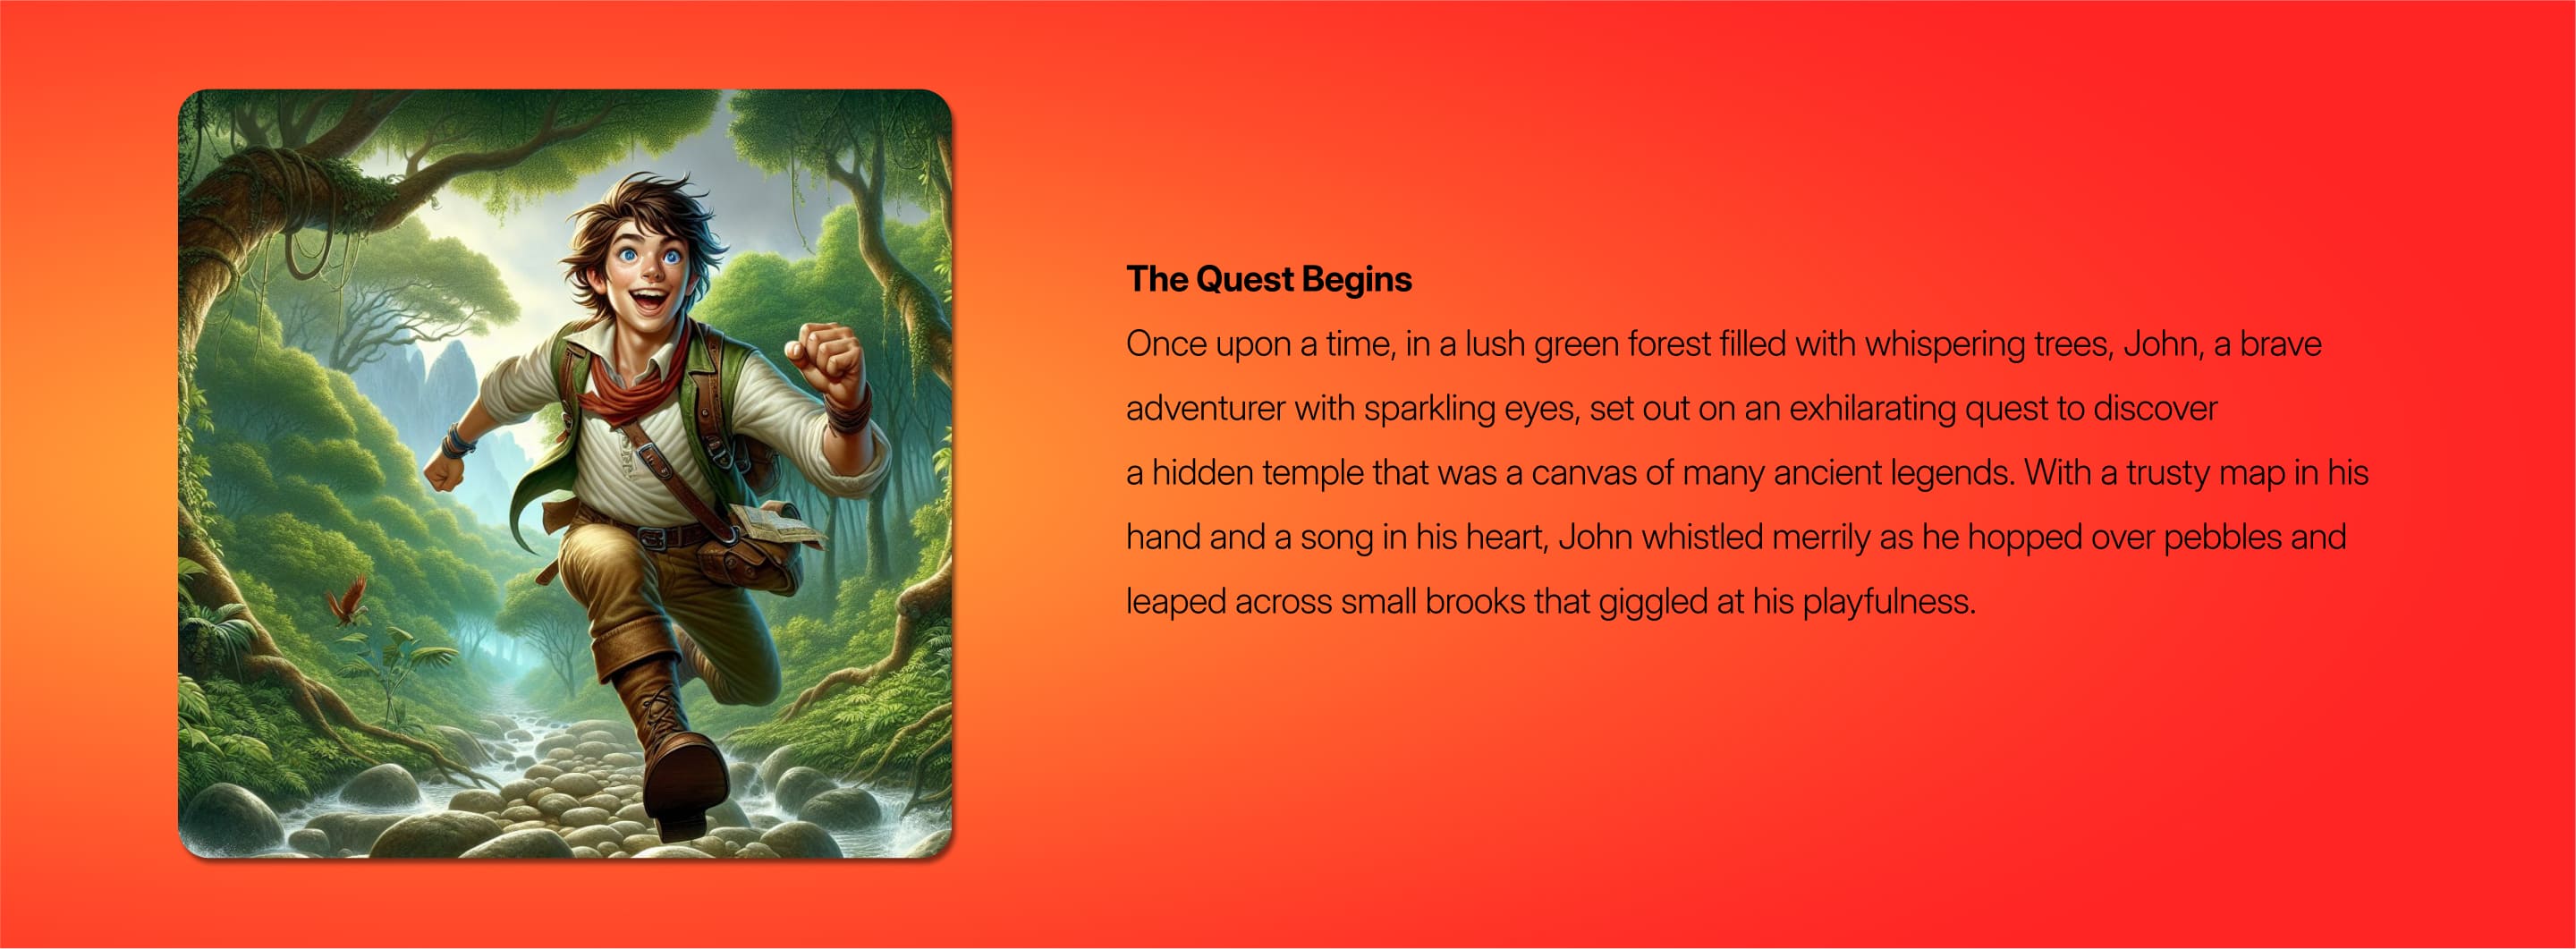 The Quest Begins
Once upon a time, in a lush green forest filled with whispering trees, John, a brave
adventurer with sparkling eyes, set out on an exhilarating quest to discover
a hidden temple that was a canvas of many ancient legends. With a trusty map in his
hand and a song in his heart, John whistled merrily as he hopped over pebbles and
leaped across small brooks that giggled at his playfulness.